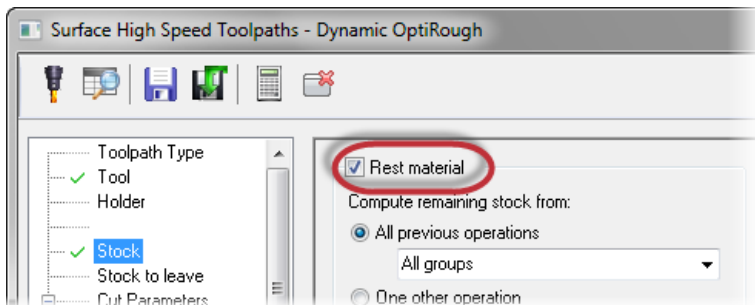 Surface High Speed Toolpaths - Dynamic OptiRough
Toolpath Type
Tool
Holder
Stock
Stock to leave
Cut Parameters
Rest material
Compute remaining stock from:
All previous operations
All groups
One other operation